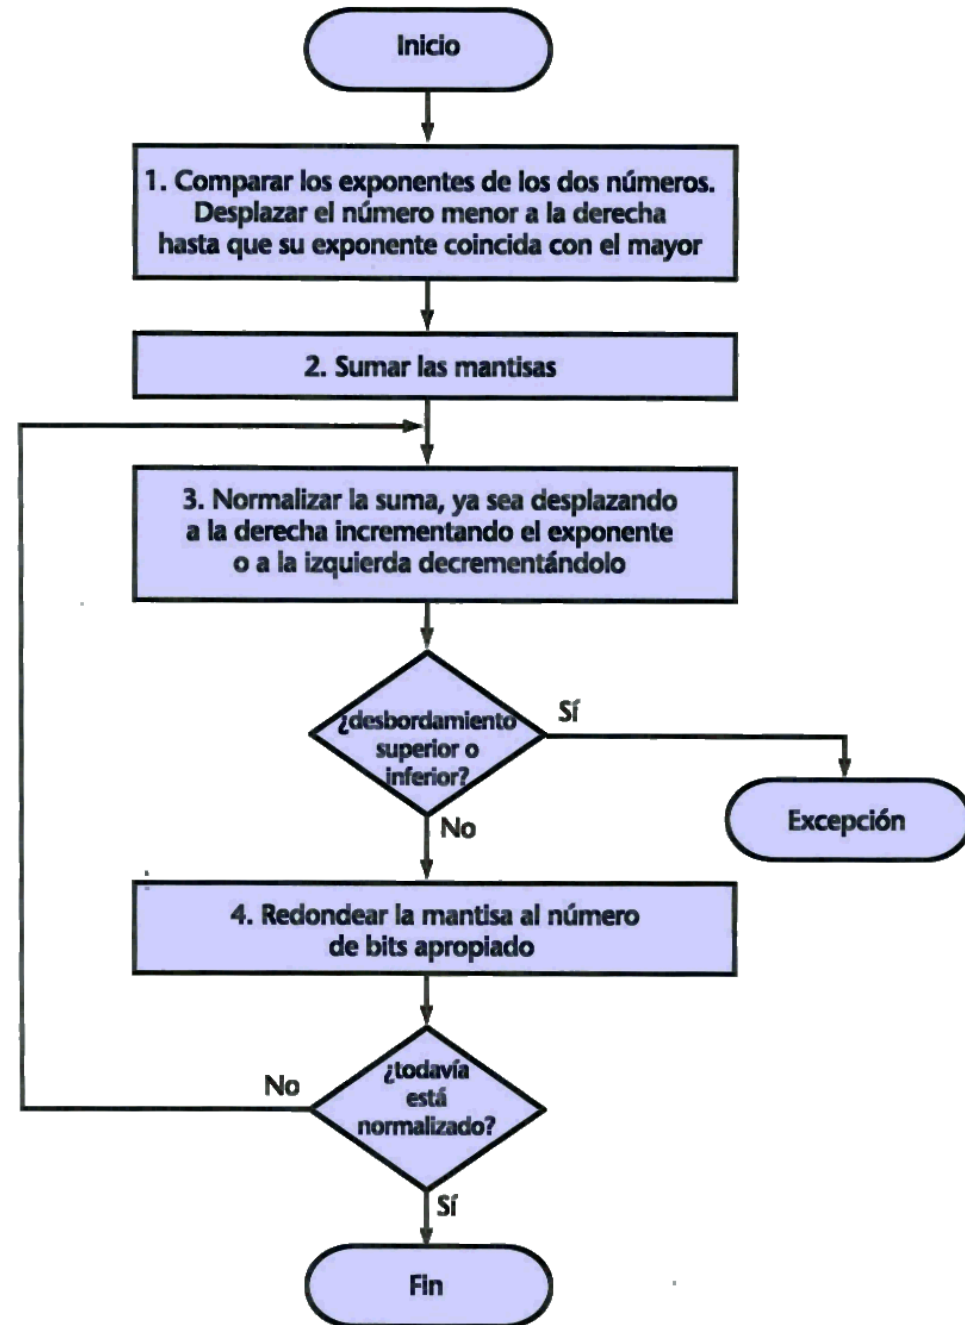 Inicio
1. Comparar los exponentes de los dos números.
Desplazar el número menor a la derecha
hasta que su exponente coincida con el mayor
2. Sumar las mantisas
3. Normalizar la suma, ya sea desplazando
a la derecha incrementando el exponente
o a la izquierda decrementándolo
¿desbordamiento
superior o
inferior?
Sí
Excepción
No
4. Redondear la mantisa al número
de bits apropiado
¿todavía
está
normalizado?
No
Sí
Fin